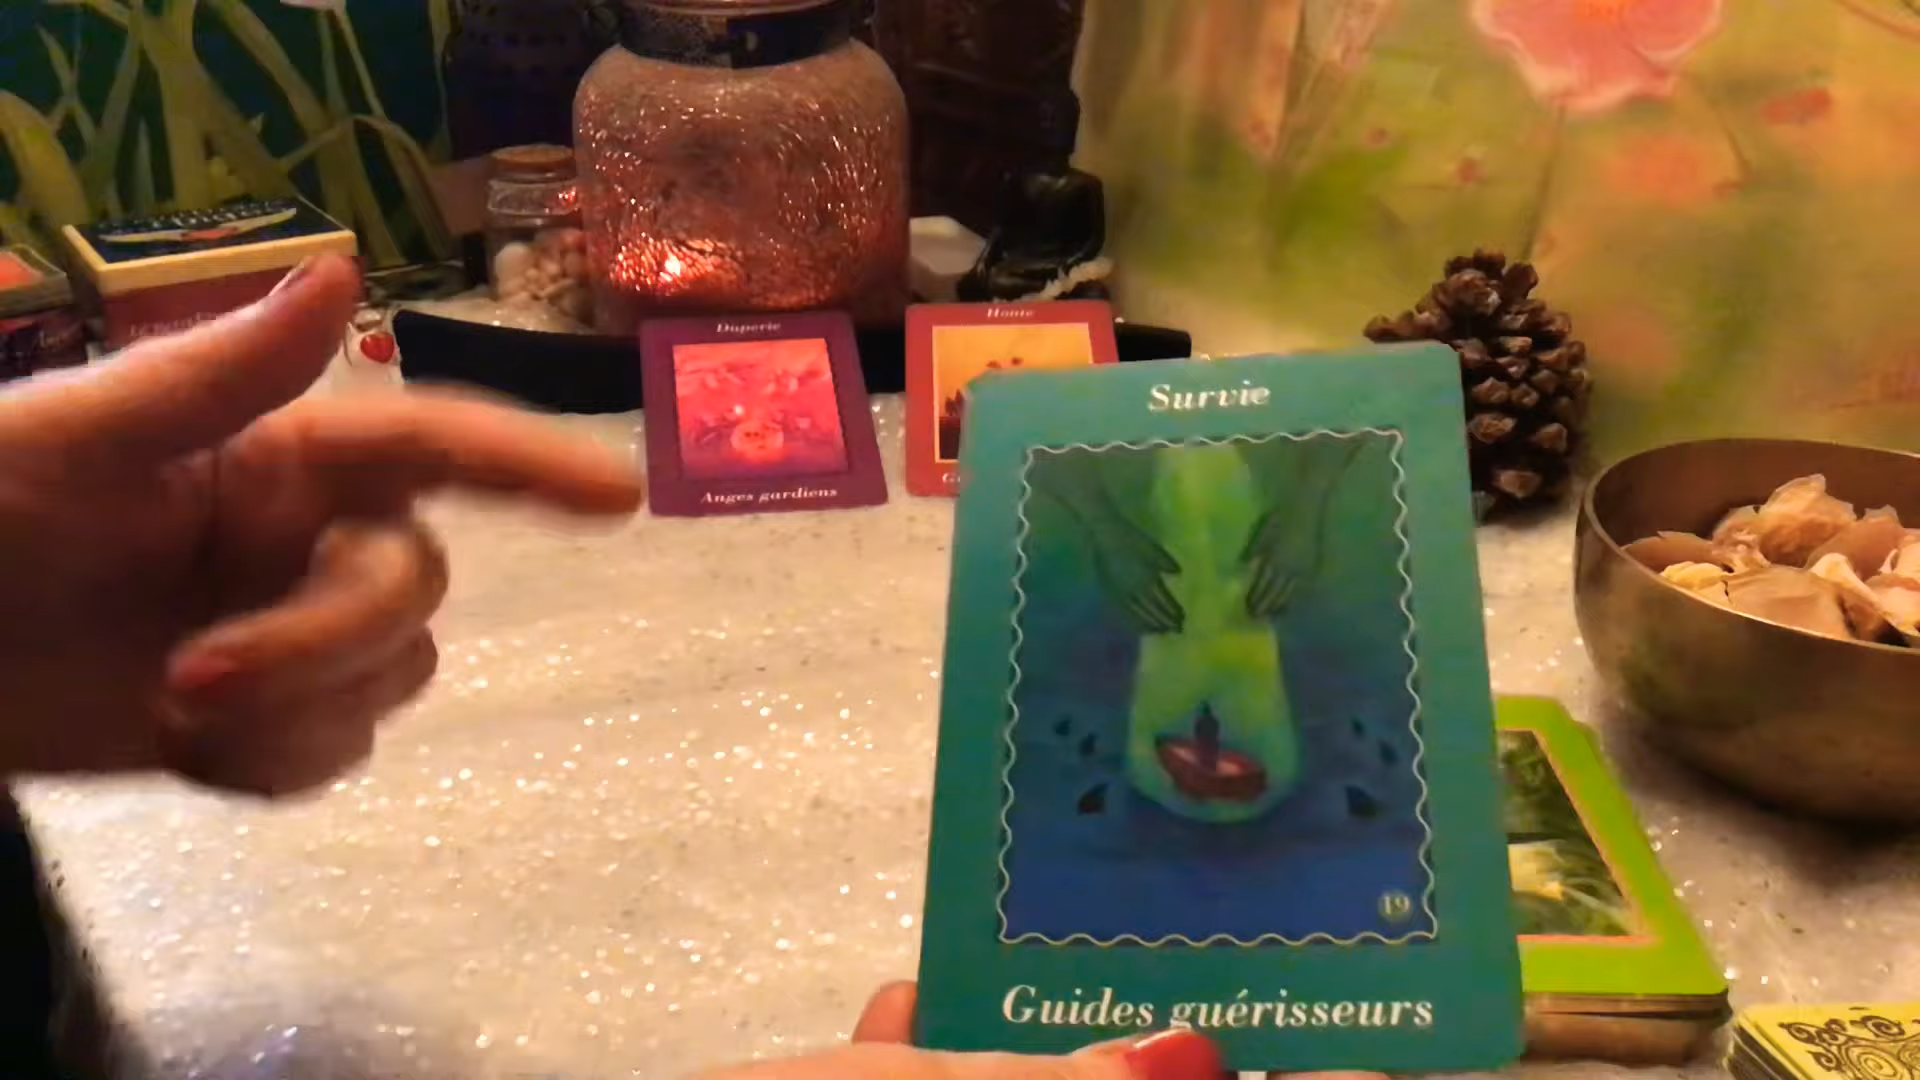 Duperie
Anges gardiens
Honte
Survie
19
Guides guérisseurs